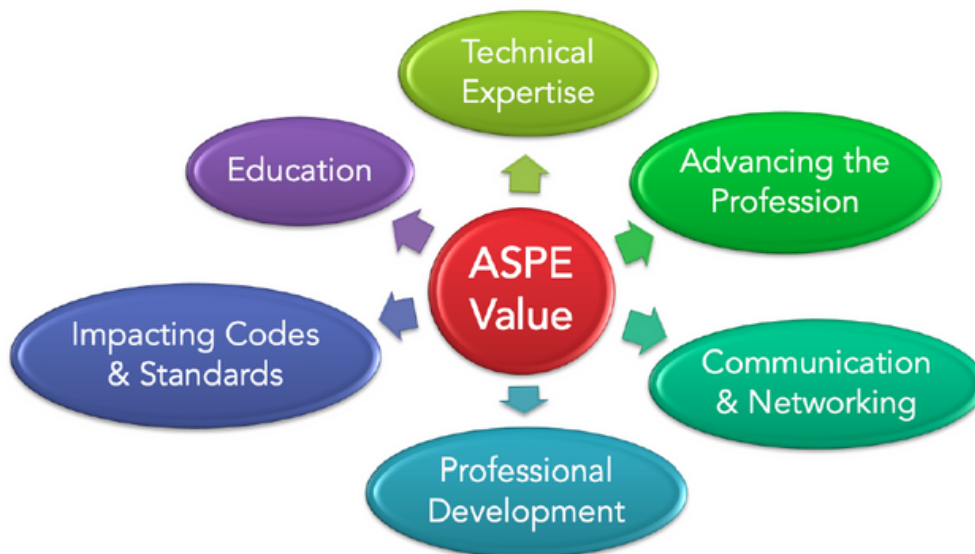 Technical
Expertise
Advancing the
Profession
Communication
& Networking
Professional
Development
Impacting Codes
& Standards
Education
ASPE
Value